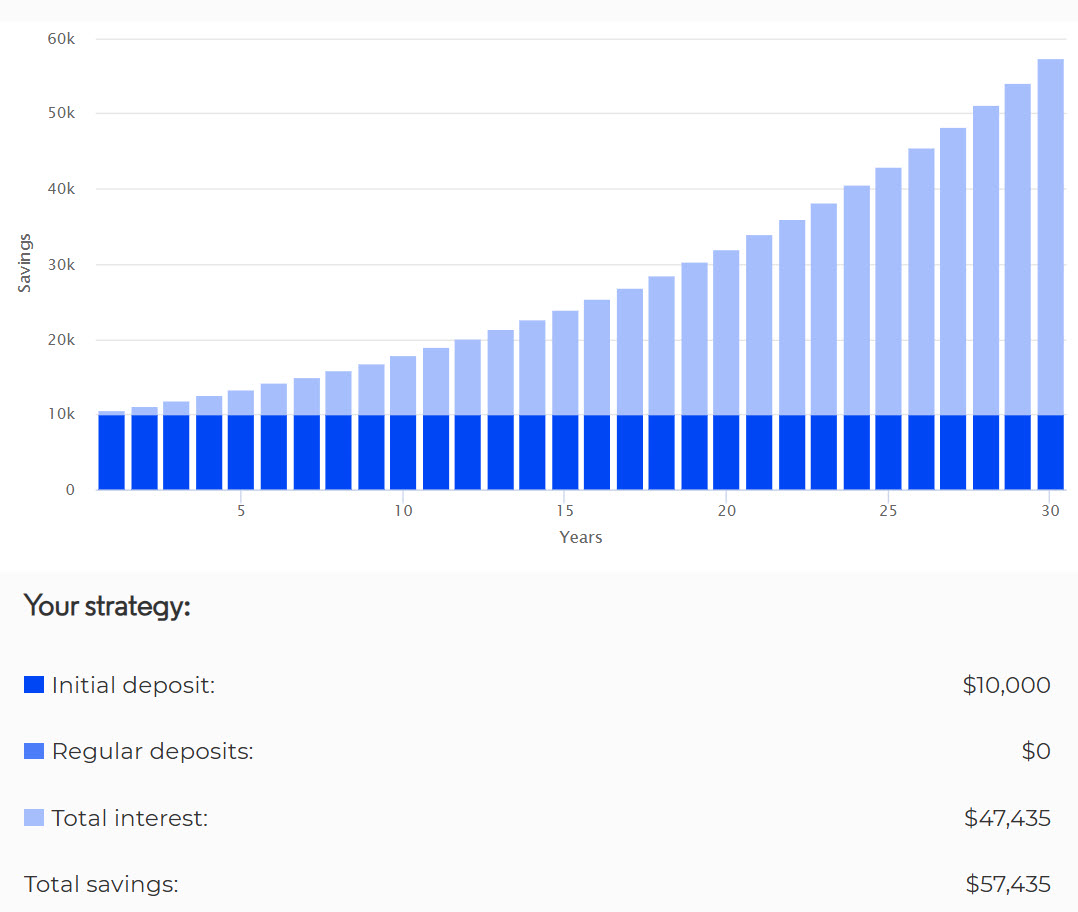 60k
50k
40k
30k
20k
10k
0
Savings
5 10 15 20 25 30
Years
Your strategy:
Initial deposit: $10,000
Regular deposits: $0
Total interest: $47,435
Total savings: $57,435